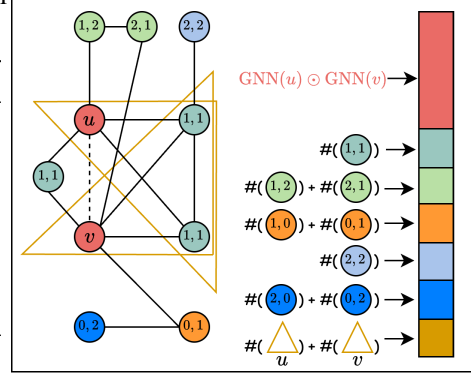 1, 2 2, 1 2, 2
GNN(u) ⊙ GNN(v)
u 1, 1
#( 1, 1 )
1, 1
#( 1, 2 ) + #( 2, 1 )
#( 1, 0 ) + #( 0, 1 )
v 1, 1
#( 2, 2 )
#( 2, 0 ) + #( 0, 2 )
0, 2 0, 1
#( ) + #( )
u v